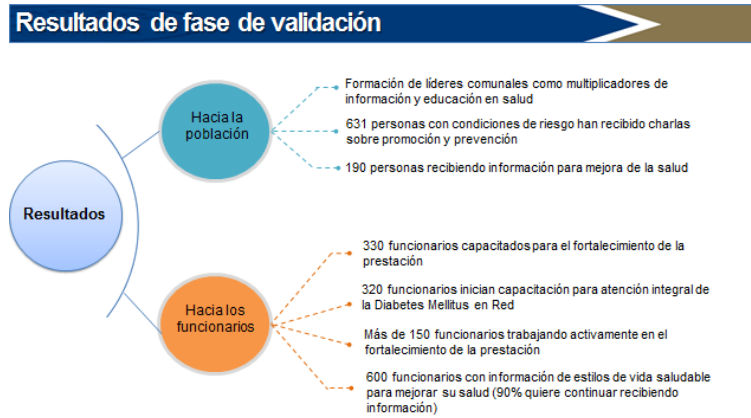 Resultados de fase de validación
Resultados
Hacia la
población
Formación de líderes comunales como multiplicadores de
información y educación en salud
631 personas con condiciones de riesgo han recibido charlas
sobre promoción y prevención
190 personas recibiendo información para mejora de la salud
Hacia los
funcionarios
330 funcionarios capacitados para el fortalecimiento de la
prestación
320 funcionarios inician capacitación para atención integral de
la Diabetes Mellitus en Red
Más de 150 funcionarios trabajando activamente en el
fortalecimiento de la prestación
600 funcionarios con información de estilos de vida saludable
para mejorar su salud (90% quiere continuar recibiendo
información)